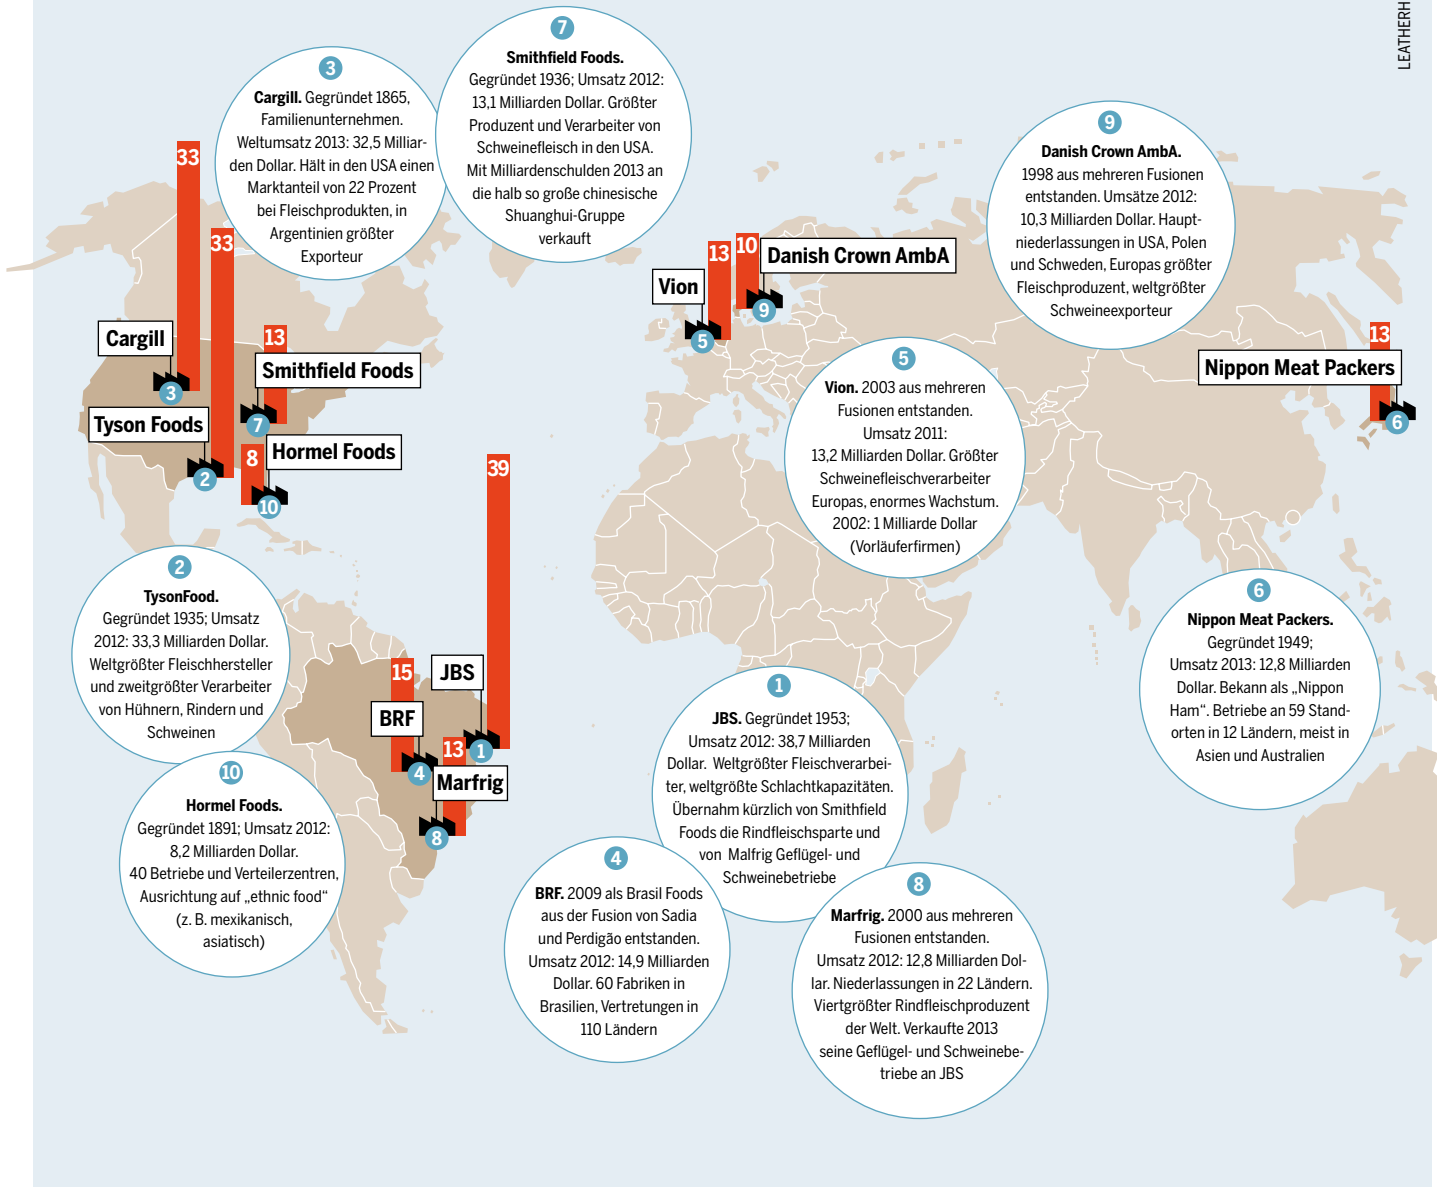 LEATHERH
7
Smithfield Foods.
Gegründet 1936; Umsatz 2012:
13,1 Milliarden Dollar. Größter
Produzent und Verarbeiter von
Schweinefleisch in den USA.
Mit Milliardenschulden 2013 an
die halb so große chinesische
Shuanghui-Gruppe
verkauft
3
Cargill. Gegründet 1865,
Familienunternehmen.
Weltumsatz 2013: 32,5 Milliar-
den Dollar. Hält in den USA einen
Marktanteil von 22 Prozent
bei Fleischprodukten, in
Argentinien größter
Exporteur
9
Danish Crown AmbA.
1998 aus mehreren Fusionen
entstanden. Umsätze 2012:
10,3 Milliarden Dollar. Haupt-
niederlassungen in USA, Polen
und Schweden, Europas größter
Fleischproduzent, weltgrößter
Schweineexporteur
33
33
13
Cargill
3
Smithfield Foods
7
Tyson Foods
2
8
Hormel Foods
10
13
10
Danish Crown AmbA
9
Vion
5
13
Nippon Meat Packers
6
5
Vion. 2003 aus mehreren
Fusionen entstanden.
Umsatz 2011:
13,2 Milliarden Dollar. Größter
Schweinefleischverarbeiter
Europas, enormes Wachstum.
2002: 1 Milliarde Dollar
(Vorläuferfirmen)
39
15
JBS
1
BRF
4
13
Marfrig
8
2
TysonFood.
Gegründet 1935; Umsatz
2012: 33,3 Milliarden Dollar.
Weltgrößter Fleischhersteller
und zweitgrößter Verarbeiter
von Hühnern, Rindern und
Schweinen
6
Nippon Meat Packers.
Gegründet 1949;
Umsatz 2013: 12,8 Milliarden
Dollar. Bekann als „Nippon
Ham“. Betriebe an 59 Stand-
orten in 12 Ländern, meist in
Asien und Australien
1
JBS. Gegründet 1953;
Umsatz 2012: 38,7 Milliarden
Dollar. Weltgrößter Fleischverarbei-
ter, weltgrößte Schlachtkapazitäten.
Übernahm kürzlich von Smithfield
Foods die Rindfleischsparte und
von Malfrig Geflügel- und
Schweinebetriebe
10
Hormel Foods.
Gegründet 1891; Umsatz 2012:
8,2 Milliarden Dollar.
40 Betriebe und Verteilerzentren,
Ausrichtung auf „ethnic food“
(z. B. mexikanisch,
asiatisch)
4
BRF. 2009 als Brasil Foods
aus der Fusion von Sadia
und Perdigão entstanden.
Umsatz 2012: 14,9 Milliarden
Dollar. 60 Fabriken in
Brasilien, Vertretungen in
110 Ländern
8
Marfrig. 2000 aus mehreren
Fusionen entstanden.
Umsatz 2012: 12,8 Milliarden Dol-
lar. Niederlassungen in 22 Ländern.
Viertgrößter Rindfleischproduzent
der Welt. Verkaufte 2013
seine Geflügel- und Schweinebe-
triebe an JBS